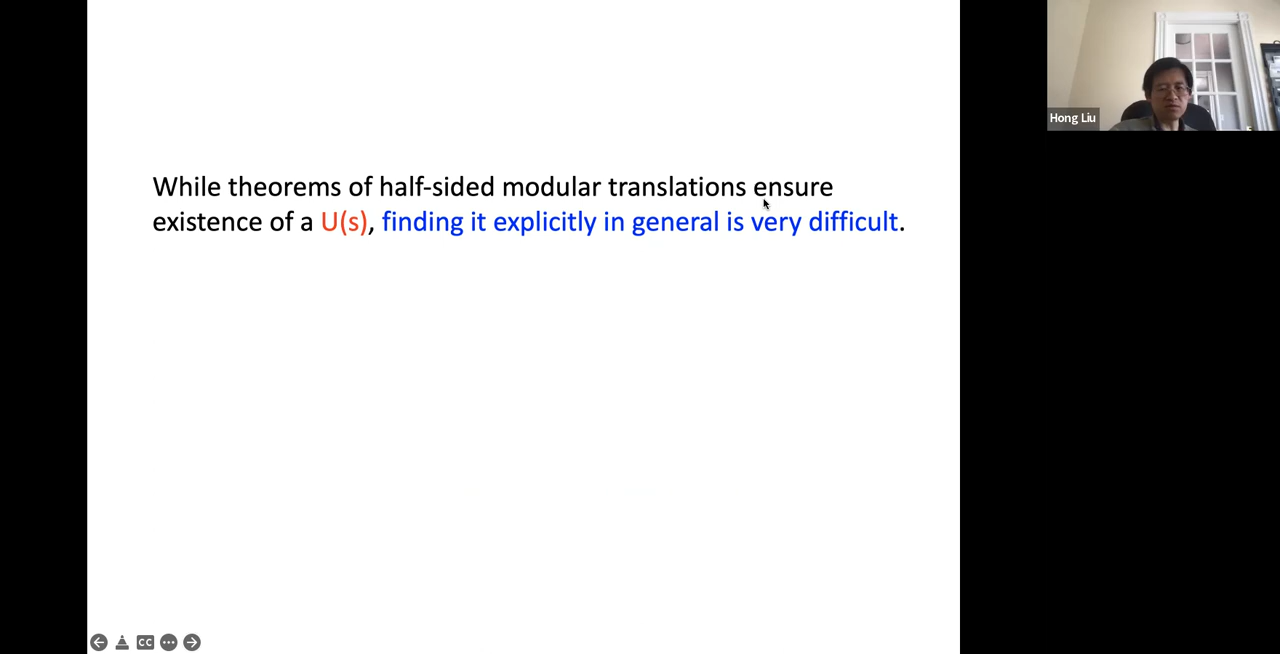 While theorems of half-sided modular translations ensure
existence of a U(s), finding it explicitly in general is very difficult.
Hong Liu
CC